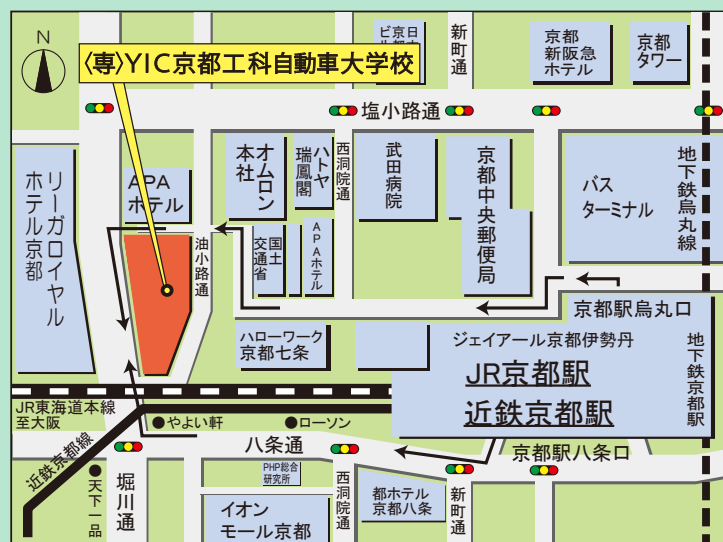 N
〈専〉YIC京都工科自動車大学校
新町通
京都
新阪急
ホテル
京都
タワー
塩小路通
リーガロイヤル
ホテル京都
APA
ホテル
油小路通
オムロン
本社
ハトヤ
瑞鳳閣
西洞院通
武田病院
京都中央郵便局
バス
ターミナル
地下鉄烏丸線
国土
交通省
APAホテル
京都駅烏丸口
ハローワーク
京都七条
ジェイアール京都伊勢丹
JR京都駅
近鉄京都駅
地下鉄京都駅
JR東海道本線
至大阪
近鉄京都線
やよい軒
ローソン
八条通
京都駅八条口
天下一品
堀川通
PHP総合
研究所
イオン
モール京都
西洞院通
都ホテル
京都八条
新町通